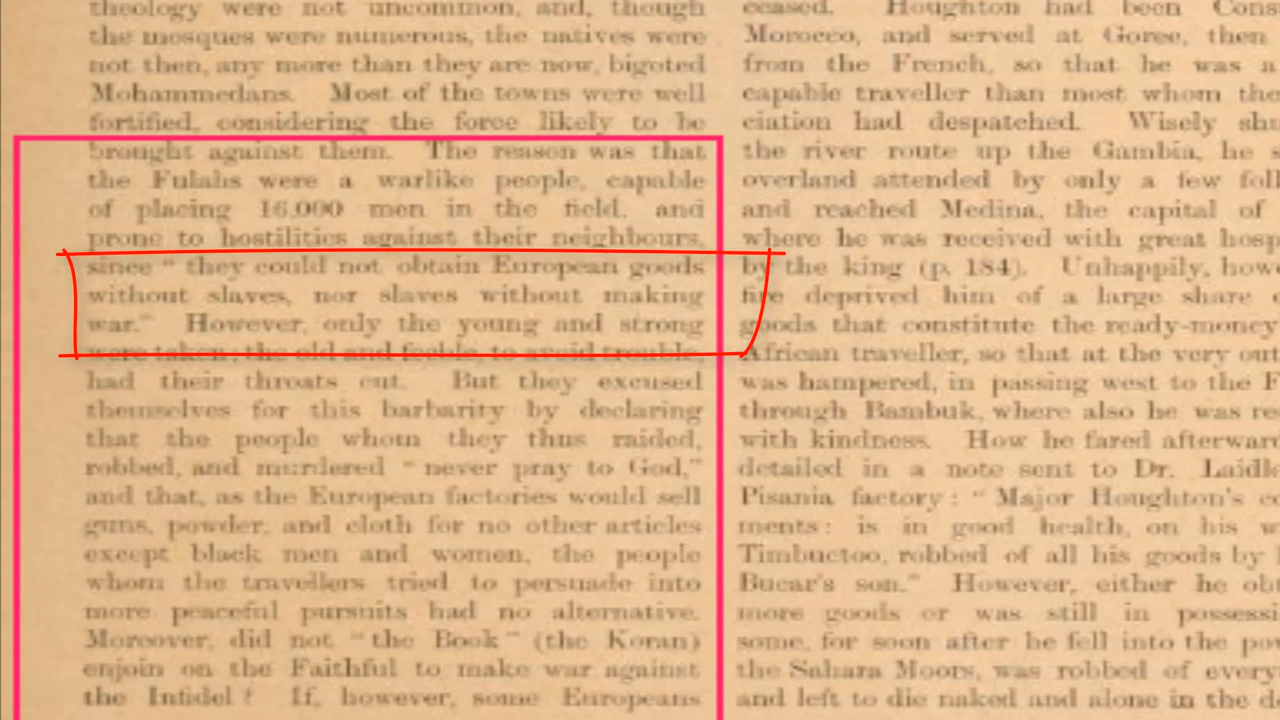 theology were not uncommon, and, though
the mosques were numerous, the natives were
not then, any more than they are now, bigoted
Mohammedans. Most of the towns were well
fortified, considering the force likely to be
brought against them. The reason was that
the Fulahs were a warlike people, capable
of placing 16,000 men in the field, and
prone to hostilities against their neighbours,
since "they could not obtain European goods
without slaves, nor slaves without making
war." However, only the young and strong
were taken; the old and feeble, to avoid trouble,
had their throats cut. But they excused
themselves for this barbarity by declaring
that the people whom they thus raided,
robbed, and murdered "never pray to God,"
and that, as the European factories would sell
guns, powder, and cloth for no other articles
except black men and women, the people
whom the travellers tried to persuade into
more peaceful pursuits had no alternative.
Moreover, did not "the Book" (the Koran)
enjoin on the Faithful to make war against
the Infidel? If, however, some Europeans
ceased. Houghton had been Cons
Morocco, and served at Goree, then
from the French, so that he was a
capable traveller than most whom the
ciation had despatched. Wisely shu
the river route up the Gambia, he s
overland attended by only a few foll
and reached Medina, the capital of
where he was received with great hosp
by the king (p. 184). Unhappily, howe
fire deprived him of a large share
goods that constitute the ready-money
African traveller, so that at the very out
was hampered, in passing west to the F
through Bambuk, where also he was re
with kindness. How he fared afterward
detailed in a note sent to Dr. Laidle
Pisania factory: "Major Houghton's co
ments: is in good health, on his w
Timbuctoo, robbed of all his goods by
Bucar's son." However, either he ob
more goods or was still in possessi
some, for soon after he fell into the po
the Sahara Moors, was robbed of every
and left to die naked and alone in the d